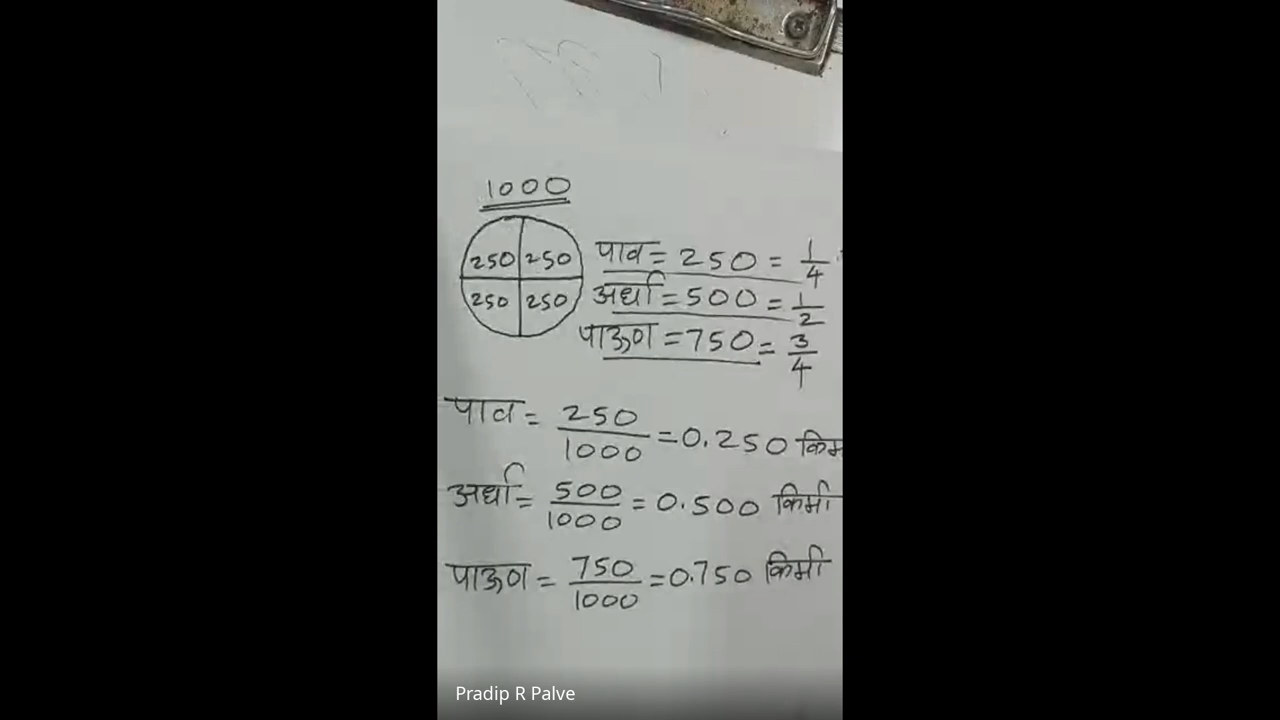 1000
250 250
250 250
पाव = 250 = 1/4
अर्धा = 500 = 1/2
पाऊण = 750 = 3/4
पाव = 250/1000 = 0.250 किम
अर्धा = 500/1000 = 0.500 किमी
पाऊण = 750/1000 = 0.750 किमी
Pradip R Palve